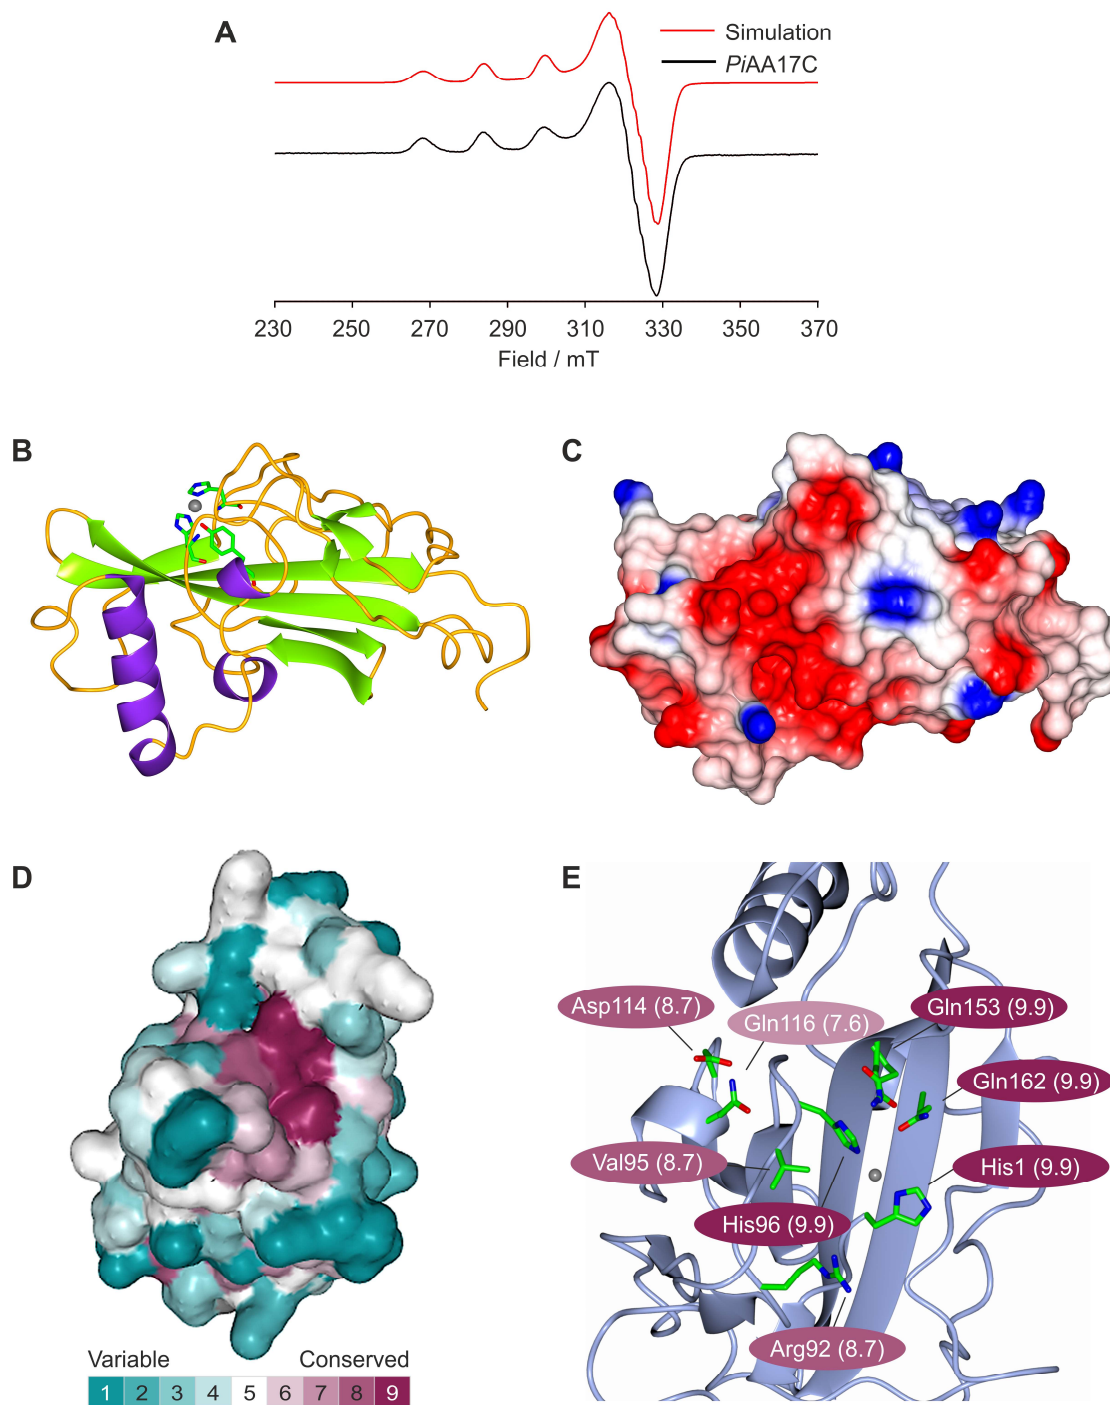 A
Simulation
PiAA17C
230 250 270 290 310 330 350 370
Field / mT
B
C
D
Variable Conserved
1 2 3 4 5 6 7 8 9
E
Asp114 (8.7)
Gln116 (7.6)
Gln153 (9.9)
Gln162 (9.9)
Val95 (8.7)
His1 (9.9)
His96 (9.9)
Arg92 (8.7)